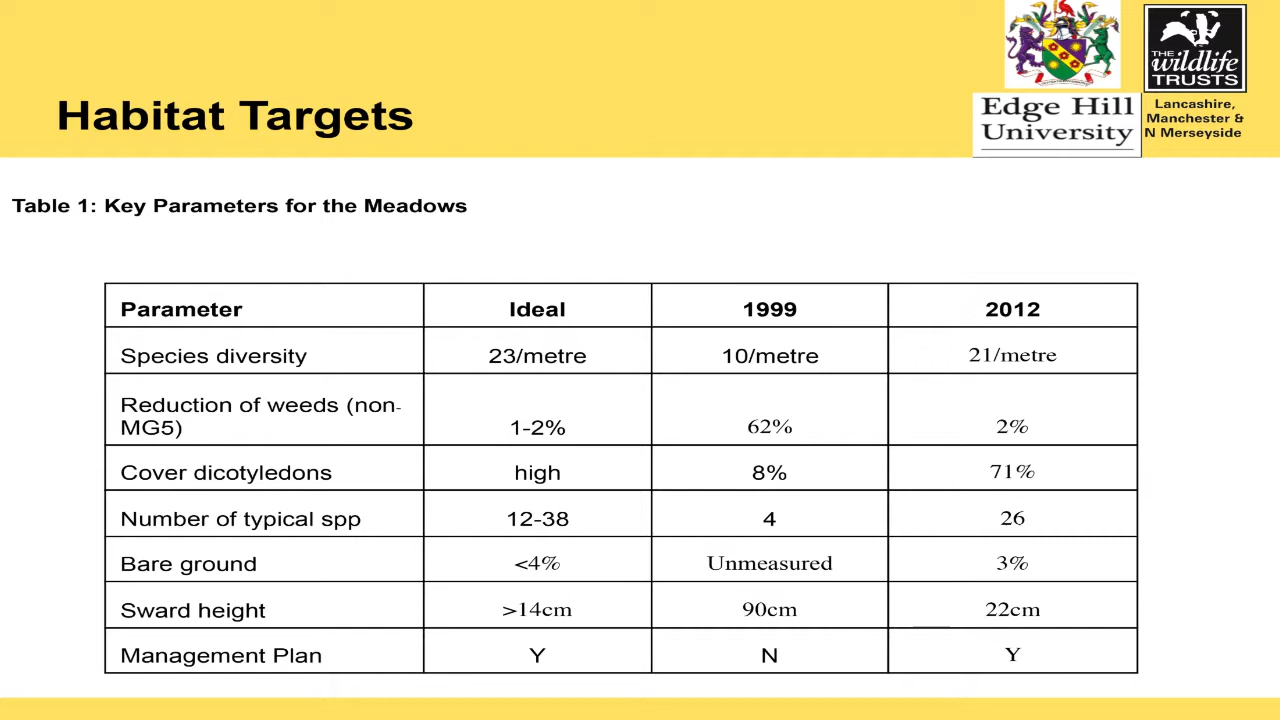 Habitat Targets
Edge Hill
University
THE
wildlife
TRUSTS
Lancashire,
Manchester &
N Merseyside
Table 1: Key Parameters for the Meadows
Parameter Ideal 1999 2012
Species diversity 23/metre 10/metre 21/metre
Reduction of weeds (non-
MG5) 1-2% 62% 2%
Cover dicotyledons high 8% 71%
Number of typical spp 12-38 4 26
Bare ground <4% Unmeasured 3%
Sward height >14cm 90cm 22cm
Management Plan Y N Y